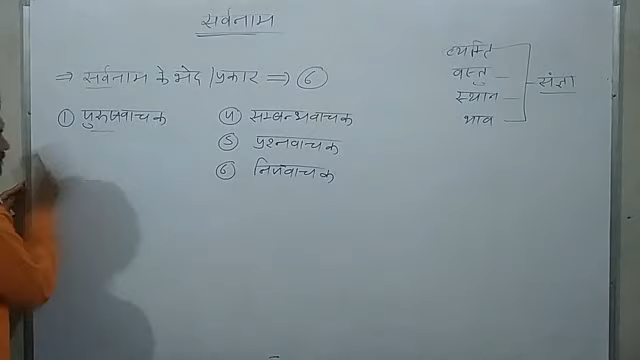 सर्वनाम
⇒ सर्वनाम के भेद / प्रकार ⇒ 6
① पुरुषवाचक
④ सम्बन्धवाचक
⑤ प्रश्नवाचक
⑥ निजवाचक
व्यक्ति
वस्तु
स्थान
भाव
संज्ञा